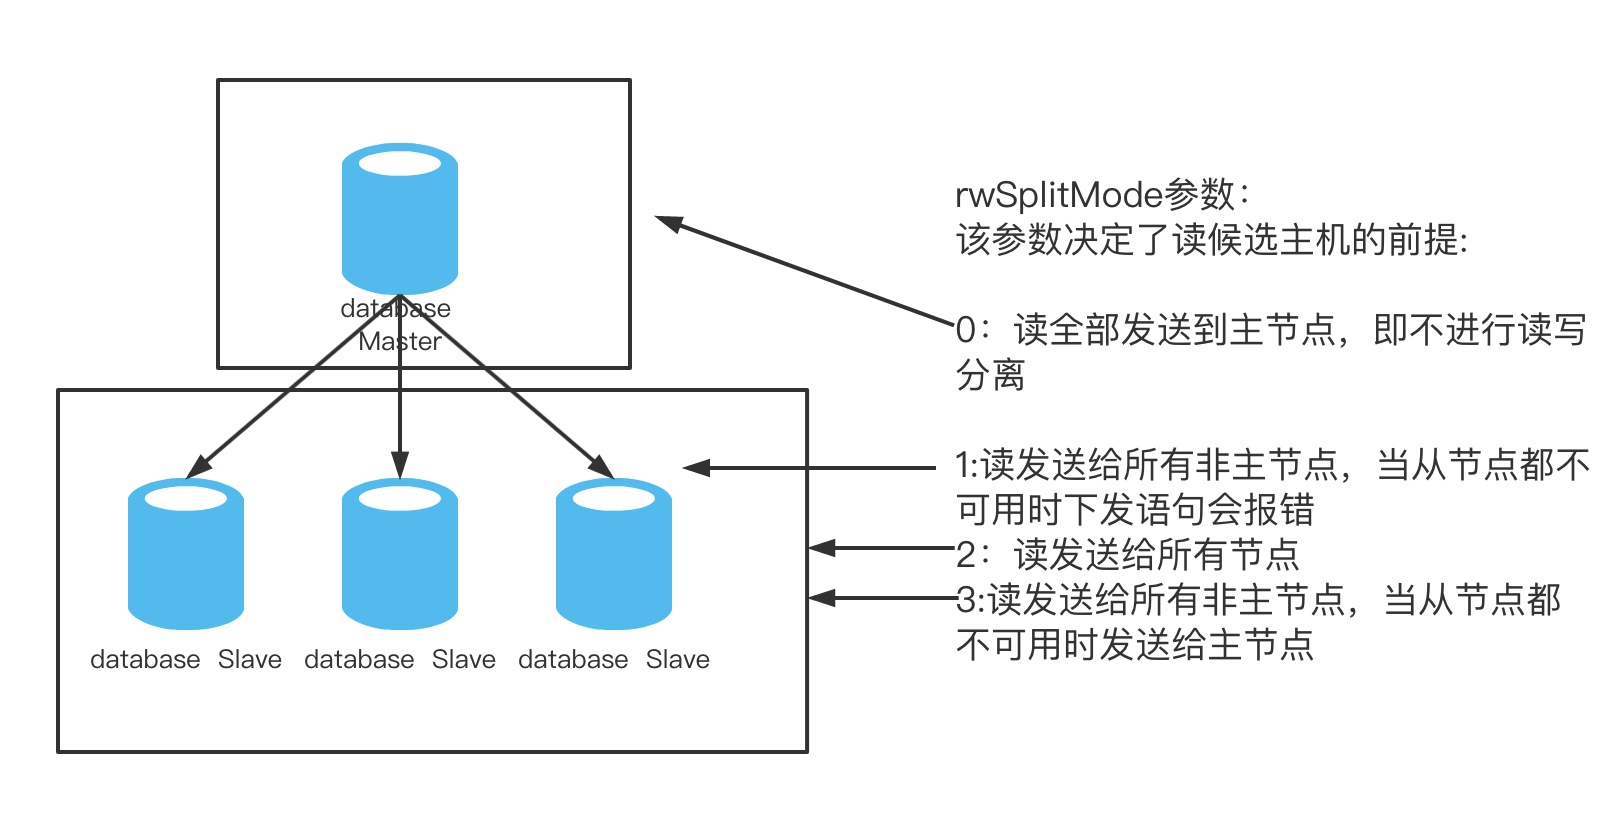 database
Master
database Slave
database Slave
database Slave
rwSplitMode参数：
该参数决定了读候选主机的前提:
0：读全部发送到主节点，即不进行读写
分离
1:读发送给所有非主节点，当从节点都不
可用时下发语句会报错
2：读发送给所有节点
3:读发送给所有非主节点，当从节点都
不可用时发送给主节点